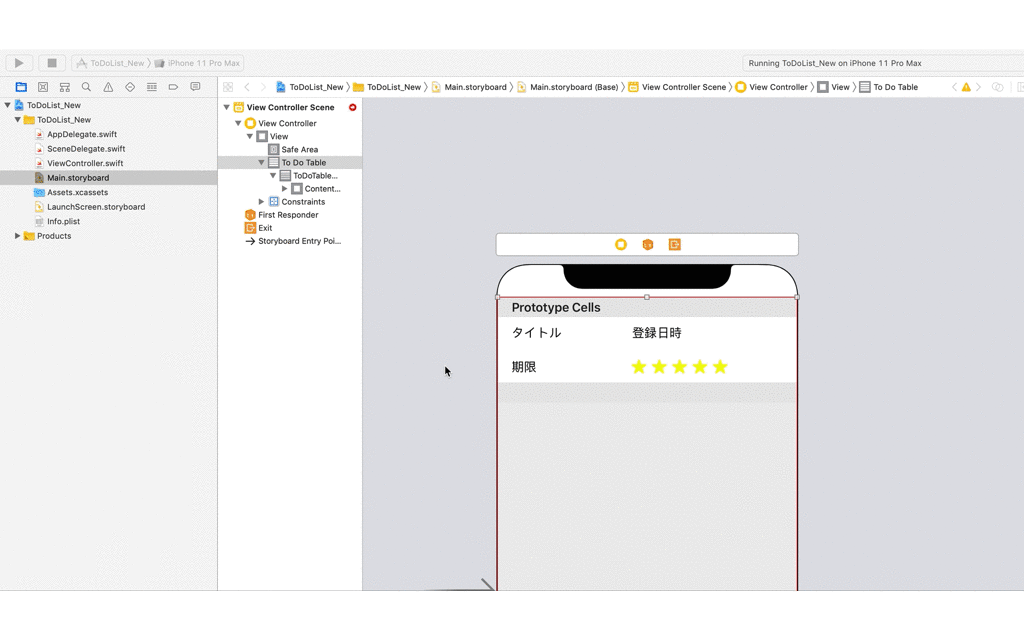 ToDoList_New 〉 iPhone 11 Pro Max
Running ToDoList_New on iPhone 11 Pro Max
ToDoList_New 〉 ToDoList_New 〉 Main.storyboard 〉 Main.storyboard (Base) 〉 View Controller Scene 〉 View Controller 〉 View 〉 To Do Table
ToDoList_New
ToDoList_New
AppDelegate.swift
SceneDelegate.swift
ViewController.swift
Main.storyboard
Assets.xcassets
LaunchScreen.storyboard
Info.plist
Products
View Controller Scene
View Controller
View
Safe Area
To Do Table
ToDoTable...
Content...
Constraints
First Responder
Exit
Storyboard Entry Poi...
Prototype Cells
タイトル 登録日時
期限 ★★★★★